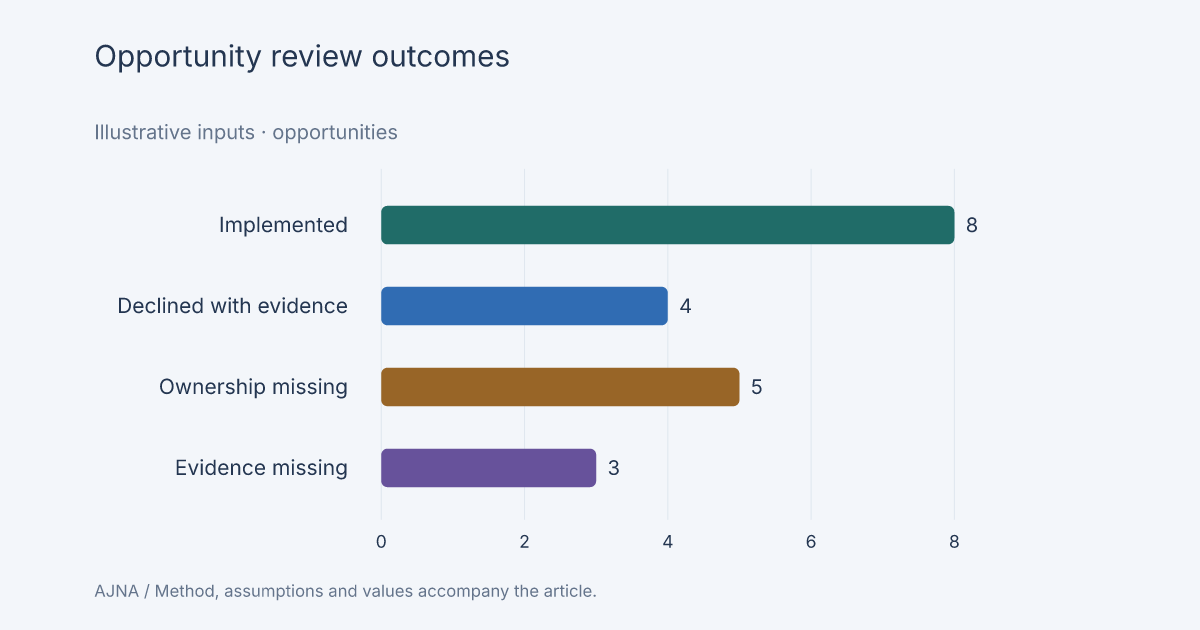 Opportunity review outcomes
Illustrative inputs · opportunities
Implemented 8
Declined with evidence 4
Ownership missing 5
Evidence missing 3
0 2 4 6 8
AJNA / Method, assumptions and values accompany the article.